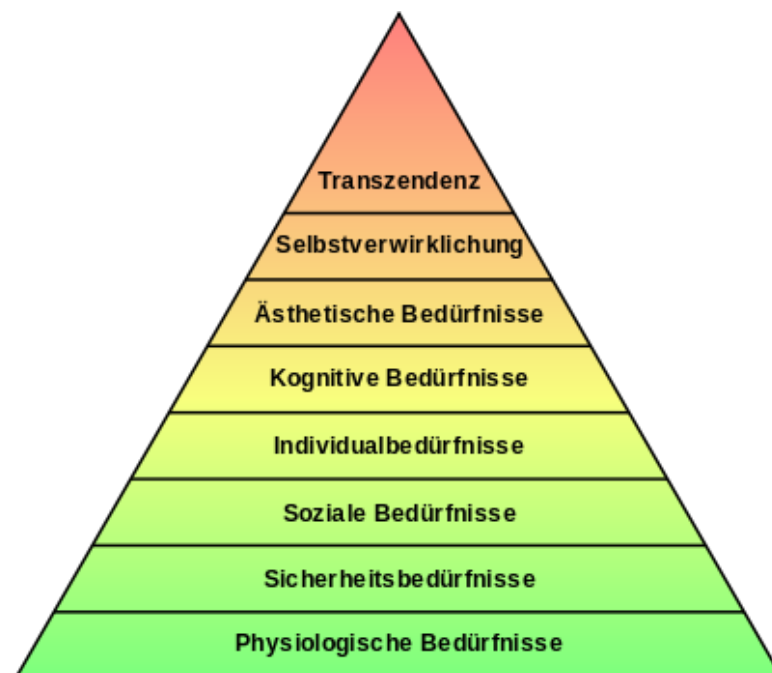 Transzendenz
Selbstverwirklichung
Ästhetische Bedürfnisse
Kognitive Bedürfnisse
Individualbedürfnisse
Soziale Bedürfnisse
Sicherheitsbedürfnisse
Physiologische Bedürfnisse